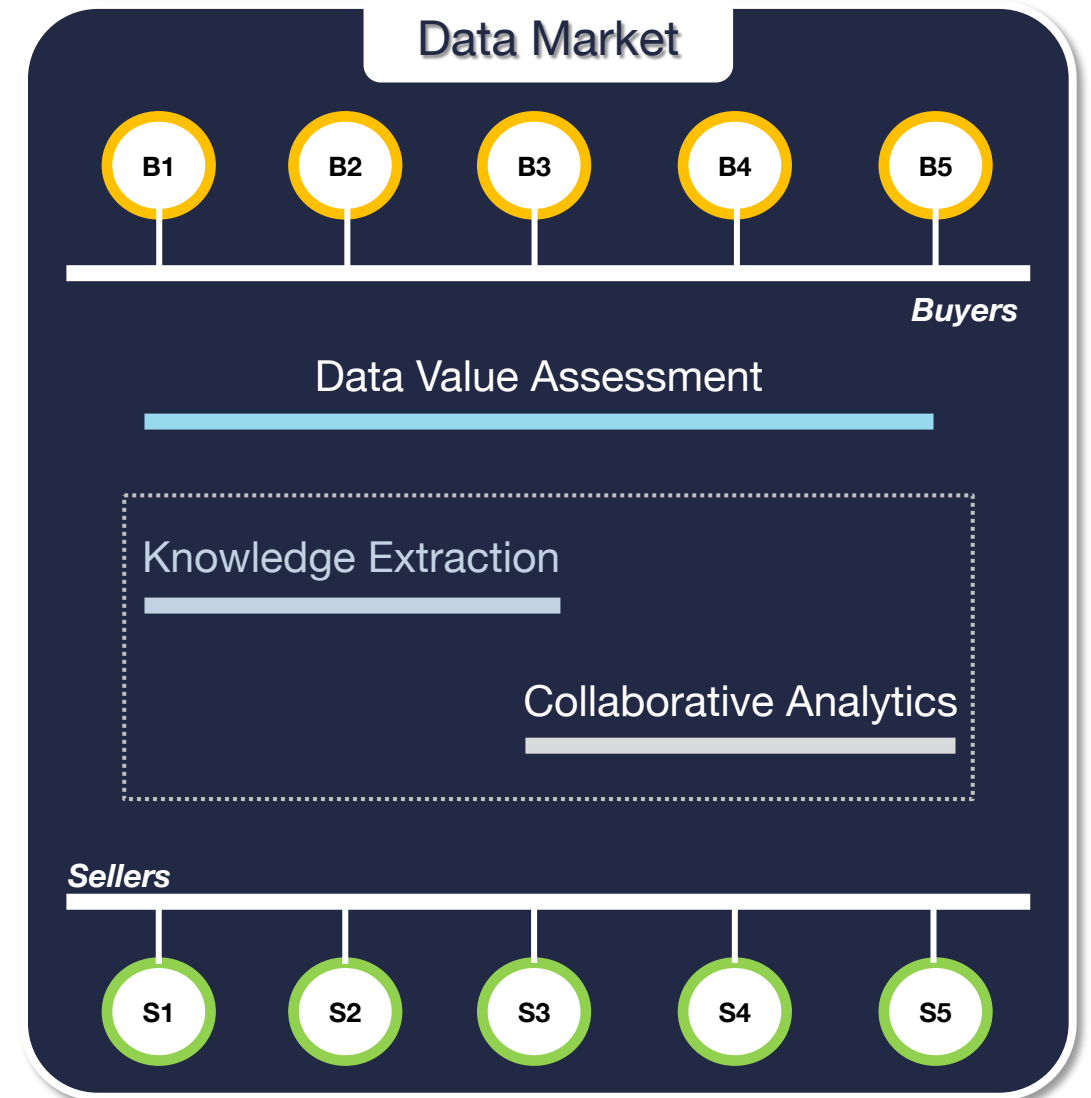 Data Market
B1 B2 B3 B4 B5
Buyers
Data Value Assessment
Knowledge Extraction
Collaborative Analytics
Sellers
S1 S2 S3 S4 S5